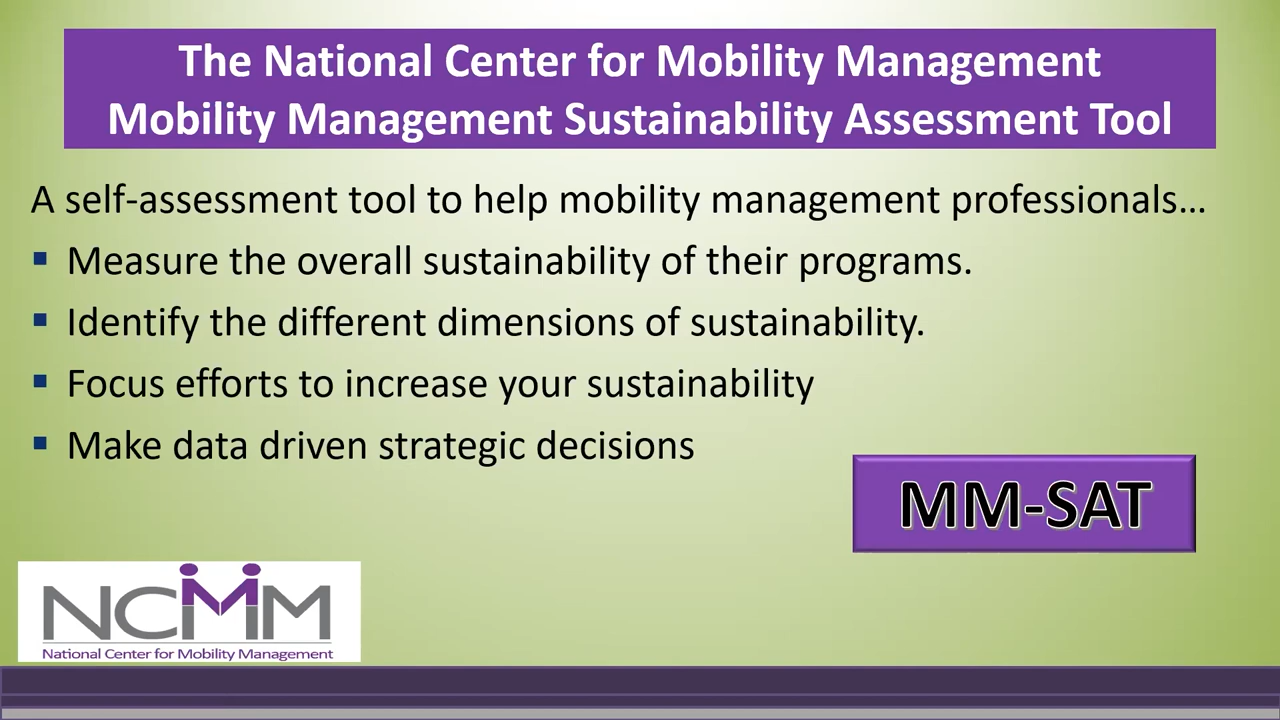 The National Center for Mobility Management
Mobility Management Sustainability Assessment Tool
A self-assessment tool to help mobility management professionals…
Measure the overall sustainability of their programs.
Identify the different dimensions of sustainability.
Focus efforts to increase your sustainability
Make data driven strategic decisions
MM-SAT
NCMM
National Center for Mobility Management